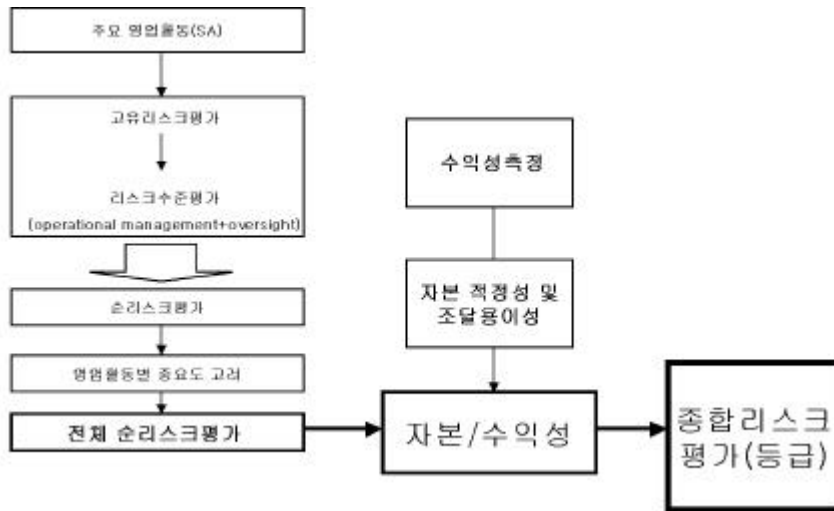 주요 영업활동(SA)
고유리스크평가
리스크수준평가
(operational management+oversight)
순리스크평가
영업활동별 중요도 고려
전체 순리스크평가
수익성측정
자본 적정성 및
조달용이성
자본/수익성
종합리스크
평가(등급)